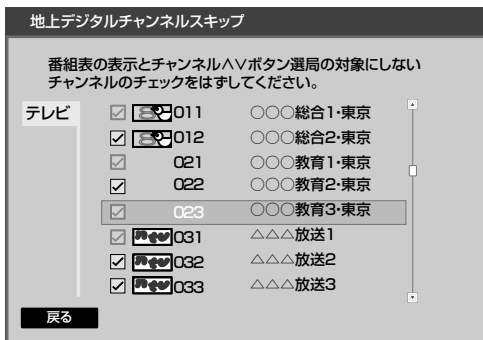 地上デジタルチャンネルスキップ
番組表の表示とチャンネル∧∨ボタン選局の対象にしない
チャンネルのチェックをはずしてください。
テレビ
011 ○○○総合1・東京
012 ○○○総合2・東京
021 ○○○教育1・東京
022 ○○○教育2・東京
023 ○○○教育3・東京
031 △△△放送1
032 △△△放送2
033 △△△放送3
戻る